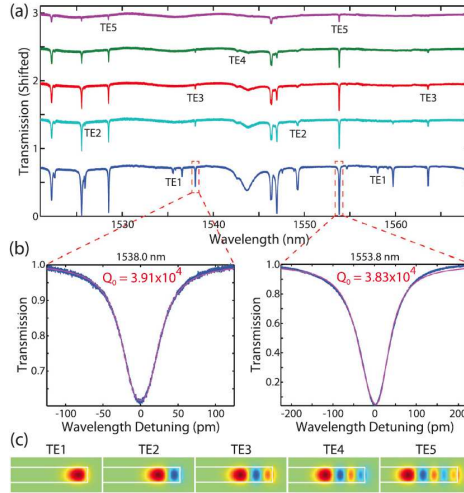 (a)
3
2
1
0
Transmission (Shifted)
TE5
TE5
TE4
TE3
TE3
TE2
TE1
TE1
1530
1540
1550
1560
Wavelength (nm)
(b)
1538.0 nm
Q0 = 3.91x10^4
1.0
0.9
0.8
0.7
Transmission
-100
-50
0
50
100
Wavelength Detuning (pm)
1553.8 nm
Q0 = 3.83x10^4
1.0
0.8
0.6
0.4
0.2
Transmission
-200
-100
0
100
200
Wavelength Detuning (pm)
(c)
TE1
TE2
TE3
TE4
TE5